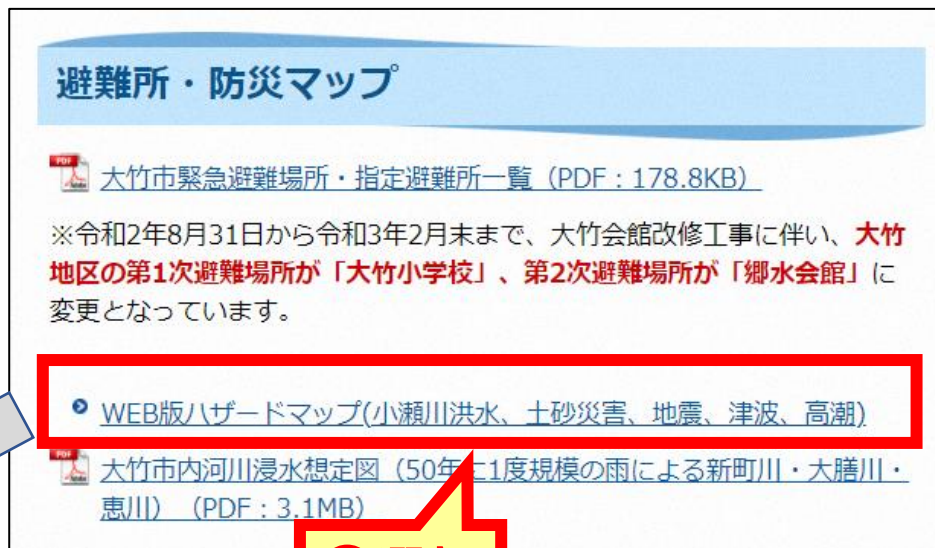 避難所・防災マップ
PDF
大竹市緊急避難場所・指定避難所一覧（PDF：178.8KB）
※令和2年8月31日から令和3年2月末まで、大竹会館改修工事に伴い、大竹
地区の第1次避難場所が「大竹小学校」、第2次避難場所が「郷水会館」に
変更となっています。
WEB版ハザードマップ(小瀬川洪水、土砂災害、地震、津波、高潮)
PDF
大竹市内河川浸水想定図（50年に1度規模の雨による新町川・大膳川・
恵川）（PDF：3.1MB）